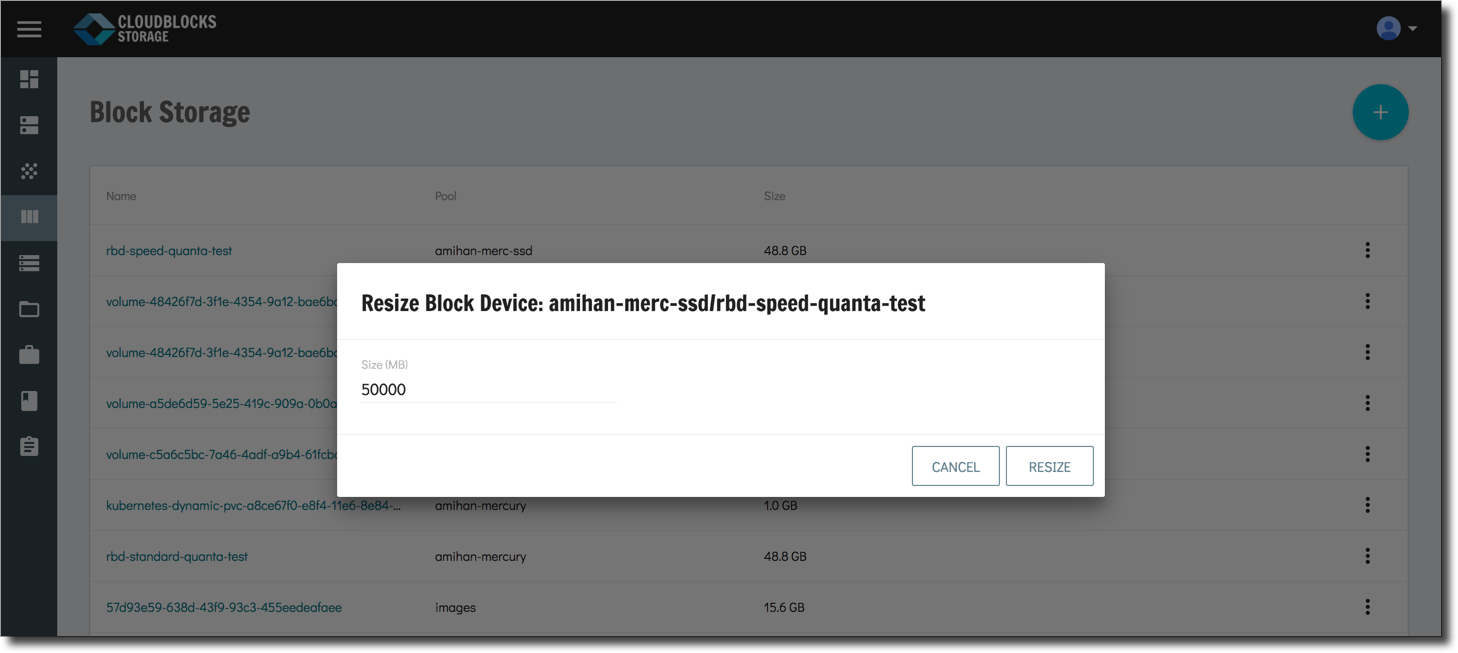 CLOUDBLOCKS
STORAGE
Block Storage
+
Name Pool Size
rbd-speed-quanta-test amihan-merc-ssd 48.8 GB
volume-48426f7d-3f1e-4354-9a12-bae6b
volume-48426f7d-3f1e-4354-9a12-bae6b
volume-a5de6d59-5e25-419c-909a-0b0a
volume-c5a6c5bc-7a46-4adf-a9b4-61fcb
Resize Block Device: amihan-merc-ssd/rbd-speed-quanta-test
Size (MB)
50000
CANCEL RESIZE
kubernetes-dynamic-pvc-a8ce67f0-e8f4-11e6-8e84-... amihan-mercury 1.0 GB
rbd-standard-quanta-test amihan-mercury 48.8 GB
57d93e59-638d-43f9-93c3-455eedeafaee images 15.6 GB